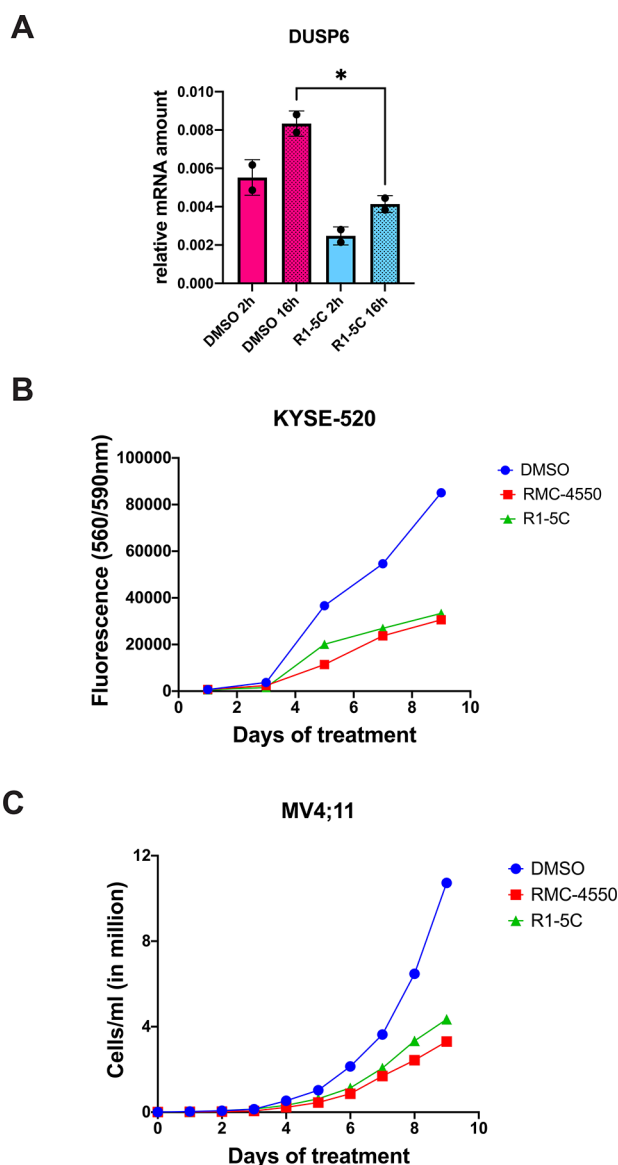 A
DUSP6
*
relative mRNA amount
0.010
0.008
0.006
0.004
0.002
0.000
DMSO 2h
DMSO 16h
R1-5C 2h
R1-5C 16h
B
KYSE-520
Fluorescence (560/590nm)
100000
80000
60000
40000
20000
0
0 2 4 6 8 10
Days of treatment
DMSO
RMC-4550
R1-5C
C
MV4;11
Cells/ml (in million)
12
8
4
0
0 2 4 6 8 10
Days of treatment
DMSO
RMC-4550
R1-5C